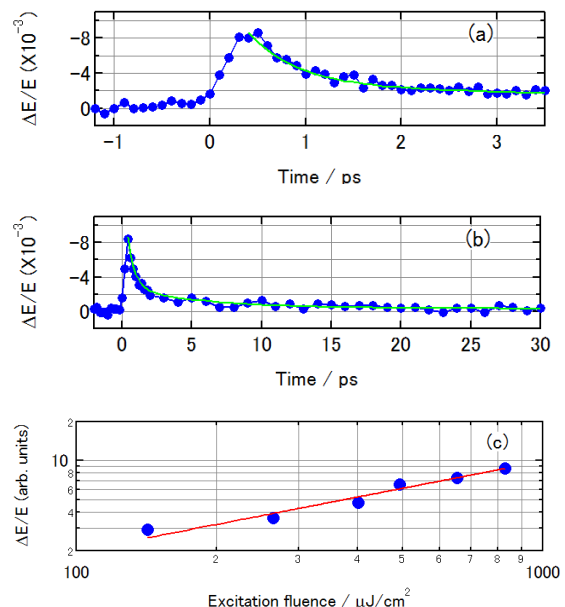 (a)
ΔE/E (X10⁻³)
-8
-4
0
-1 0 1 2 3
Time / ps
(b)
ΔE/E (X10⁻³)
-8
-4
0
0 5 10 15 20 25 30
Time / ps
(c)
ΔE/E (arb. units)
2
10
8
6
4
2
100 2 3 4 5 6 7 8 9 1000
Excitation fluence / μJ/cm²